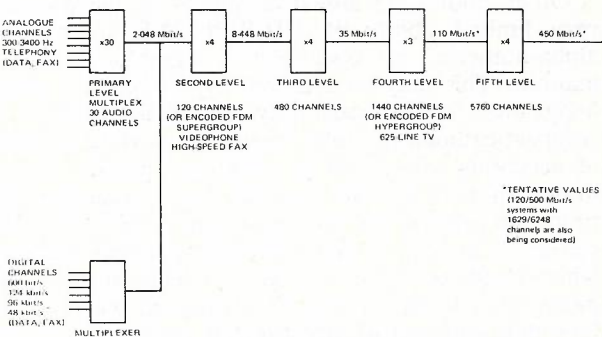 ANALOGUE
CHANNELS
300 3400 Hz
TELEPHONY
(DATA, FAX)
x30
2·048 Mbit/s
x4
8·448 Mbit/s
x4
35 Mbit/s
x3
110 Mbit/s*
x4
450 Mbit/s*
PRIMARY
LEVEL
MULTIPLEX
30 AUDIO
CHANNELS
SECOND LEVEL
120 CHANNELS
(OR ENCODED FDM
SUPERGROUP)
VIDEOPHONE
HIGH-SPEED FAX
THIRD LEVEL
480 CHANNELS
FOURTH LEVEL
1440 CHANNELS
(OR ENCODED FDM
HYPERGROUP)
625-LINE TV
FIFTH LEVEL
5760 CHANNELS
*TENTATIVE VALUES
(120/500 Mbit/s
systems with
1629/6248
channels are also
being considered)
DIGITAL
CHANNELS
600 bit/s
kbit/s
96 kbit/s
48 kbit/s
(DATA, FAX)
MULTIPLEXER